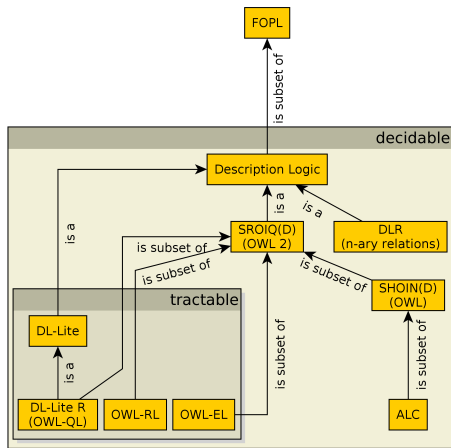 FOPL
is subset of
decidable
Description Logic
is a
is a
is a
SROIQ(D)
(OWL 2)
DLR
(n-ary relations)
is subset of
is subset of
is subset of
SHOIN(D)
(OWL)
tractable
DL-Lite
is subset of
is subset of
is a
DL-Lite R
(OWL-QL)
OWL-RL
OWL-EL
ALC